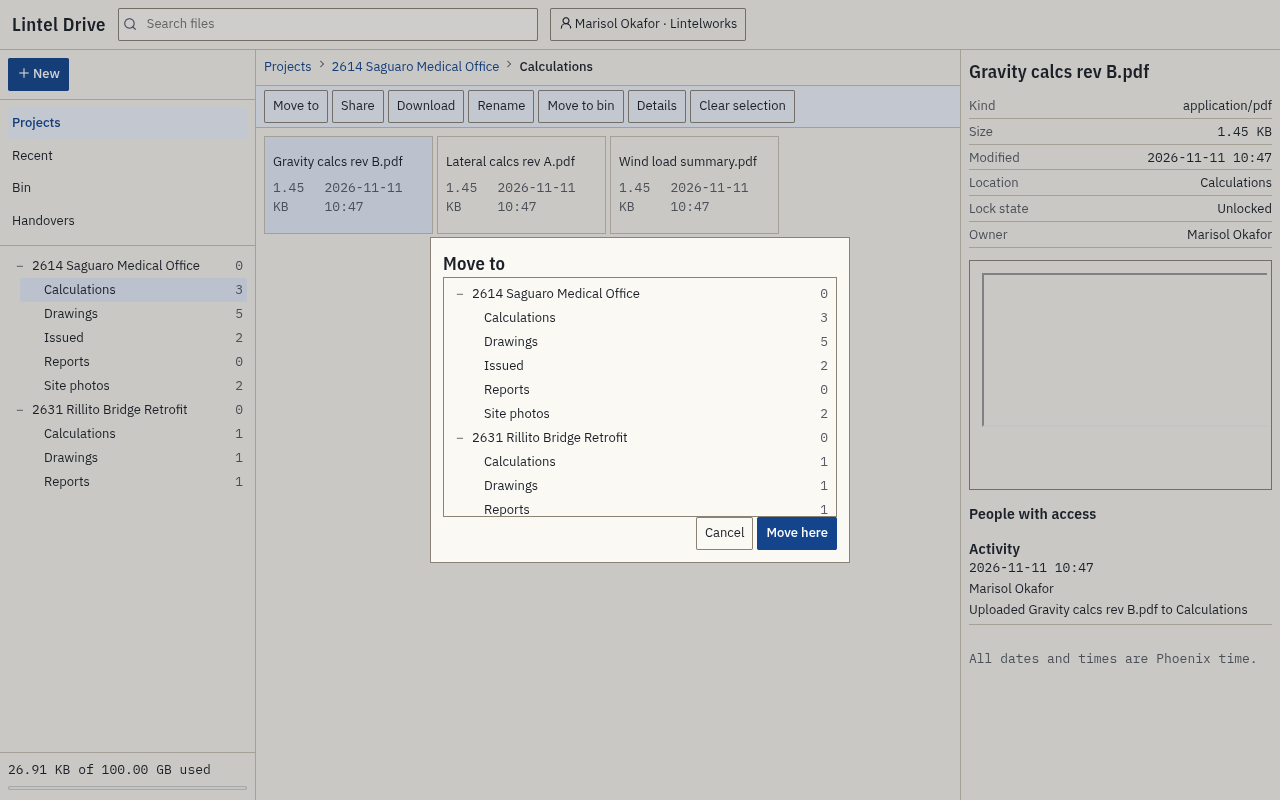 Lintel Drive
Search files
Marisol Okafor · Lintelworks
New
Projects
Recent
Bin
Handovers
– 2614 Saguaro Medical Office 0
Calculations 3
Drawings 5
Issued 2
Reports 0
Site photos 2
– 2631 Rillito Bridge Retrofit 0
Calculations 1
Drawings 1
Reports 1
26.91 KB of 100.00 GB used
Projects > 2614 Saguaro Medical Office > Calculations
Move to Share Download Rename Move to bin Details Clear selection
Gravity calcs rev B.pdf
1.45 KB
2026-11-11 10:47
Lateral calcs rev A.pdf
1.45 KB
2026-11-11 10:47
Wind load summary.pdf
1.45 KB
2026-11-11 10:47
Move to
– 2614 Saguaro Medical Office 0
Calculations 3
Drawings 5
Issued 2
Reports 0
Site photos 2
– 2631 Rillito Bridge Retrofit 0
Calculations 1
Drawings 1
Reports 1
Cancel Move here
Gravity calcs rev B.pdf
Kind application/pdf
Size 1.45 KB
Modified 2026-11-11 10:47
Location Calculations
Lock state Unlocked
Owner Marisol Okafor
People with access
Activity
2026-11-11 10:47
Marisol Okafor
Uploaded Gravity calcs rev B.pdf to Calculations
All dates and times are Phoenix time.